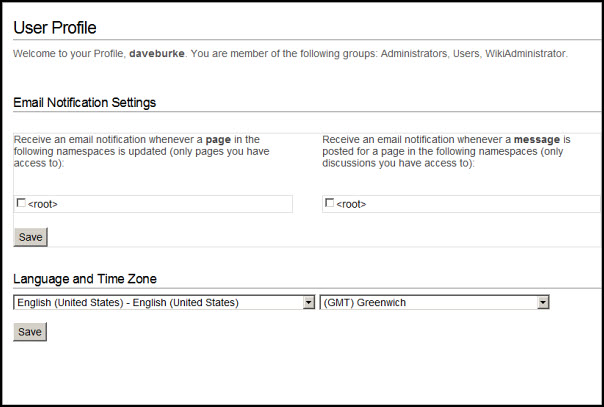 User Profile
Welcome to your Profile, daveburke. You are member of the following groups: Administrators, Users, WikiAdministrator.
Email Notification Settings
Receive an email notification whenever a page in the
following namespaces is updated (only pages you have
access to):
Receive an email notification whenever a message is
posted for a page in the following namespaces (only
discussions you have access to):
<root>
<root>
Save
Language and Time Zone
English (United States) - English (United States)
(GMT) Greenwich
Save